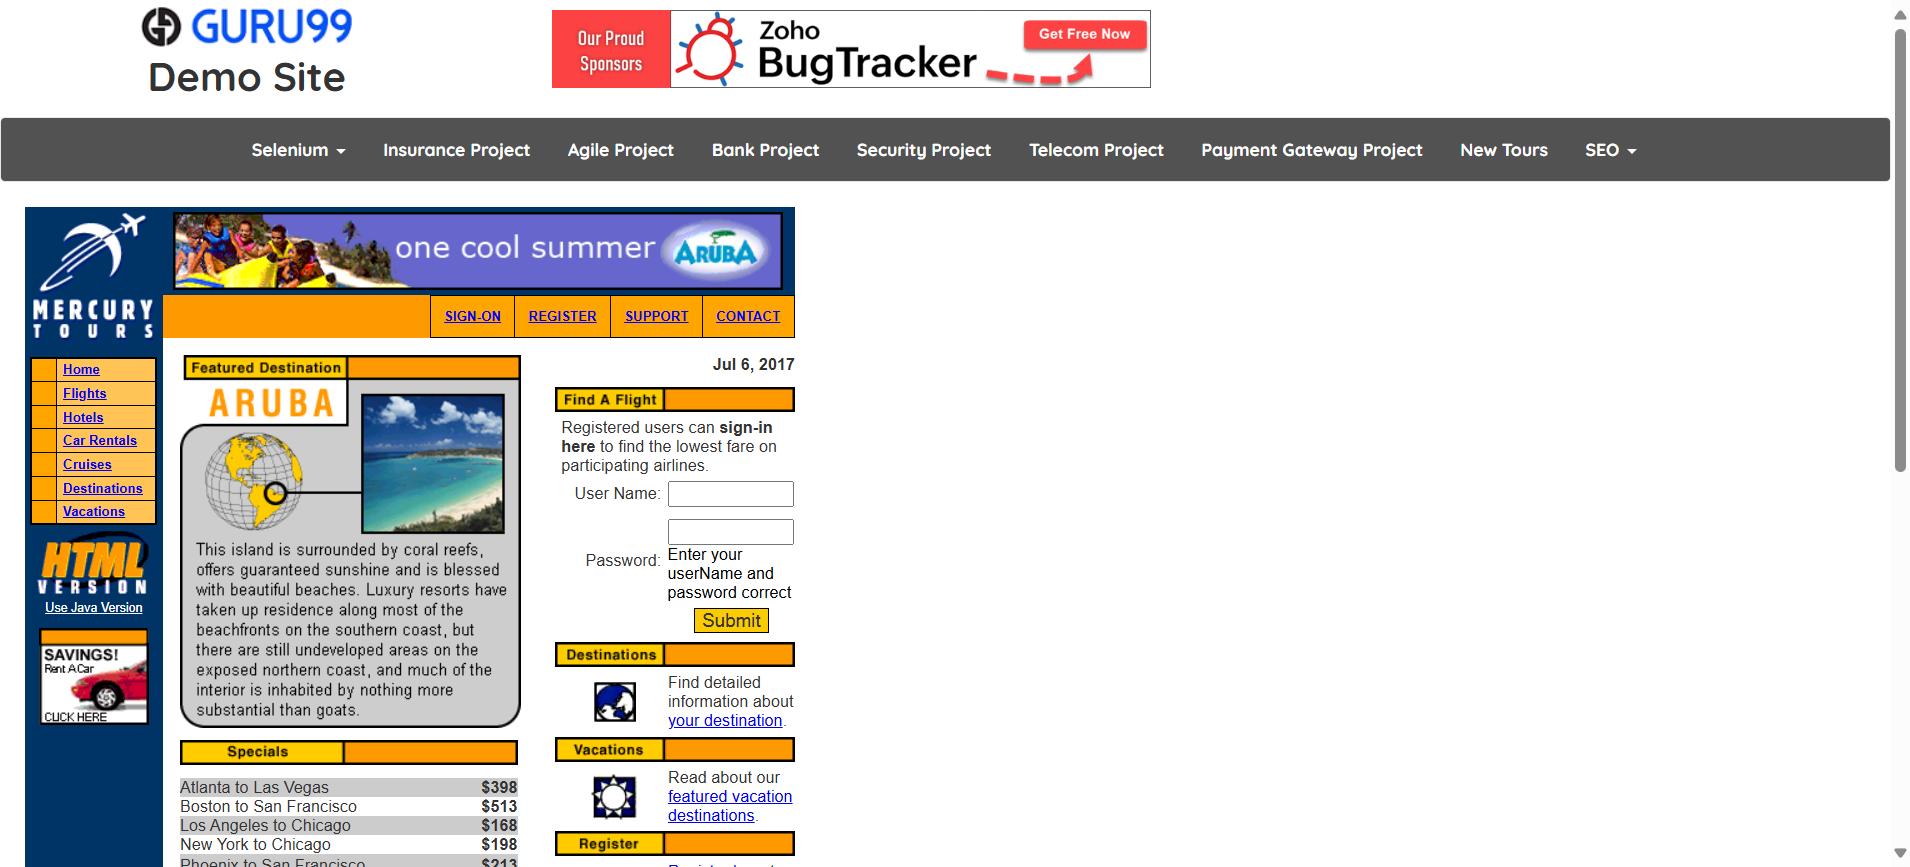 GURU99
Demo Site
Our Proud
Sponsors
Zoho
BugTracker
Get Free Now
Selenium
Insurance Project
Agile Project
Bank Project
Security Project
Telecom Project
Payment Gateway Project
New Tours
SEO
MERCURY
TOURS
one cool summer
ARUBA
SIGN-ON
REGISTER
SUPPORT
CONTACT
Home
Flights
Hotels
Car Rentals
Cruises
Destinations
Vacations
HTML
VERSION
Use Java Version
SAVINGS!
Rent A Car
CLICK HERE
Featured Destination
ARUBA
This island is surrounded by coral reefs,
offers guaranteed sunshine and is blessed
with beautiful beaches. Luxury resorts have
taken up residence along most of the
beachfronts on the southern coast, but
there are still undeveloped areas on the
exposed northern coast, and much of the
interior is inhabited by nothing more
substantial than goats.
Specials
Atlanta to Las Vegas $398
Boston to San Francisco $513
Los Angeles to Chicago $168
New York to Chicago $198
Phoenix to San Francisco $213
Jul 6, 2017
Find A Flight
Registered users can sign-in
here to find the lowest fare on
participating airlines.
User Name:
Password:
Enter your
userName and
password correct
Submit
Destinations
Find detailed
information about
your destination.
Vacations
Read about our
featured vacation
destinations.
Register